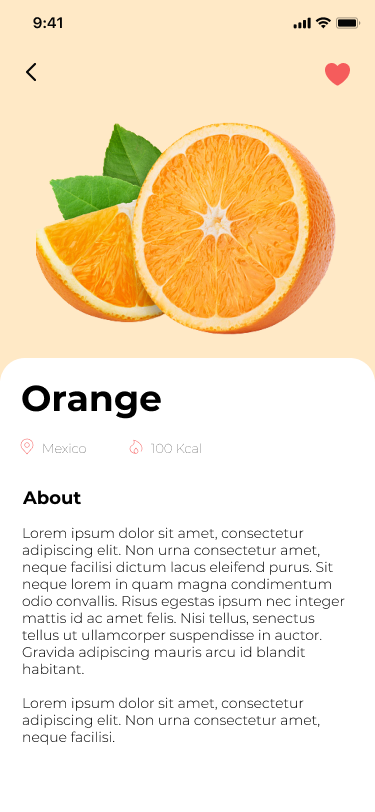 9:41
Orange
Mexico
100 Kcal
About
Lorem ipsum dolor sit amet, consectetur
adipiscing elit. Non urna consectetur amet,
neque facilisi dictum lacus eleifend purus. Sit
neque lorem in quam magna condimentum
odio convallis. Risus egestas ipsum nec integer
mattis id ac amet felis. Nisi tellus, senectus
tellus ut ullamcorper suspendisse in auctor.
Gravida adipiscing mauris arcu id blandit
habitant.
Lorem ipsum dolor sit amet, consectetur
adipiscing elit. Non urna consectetur amet,
neque facilisi.